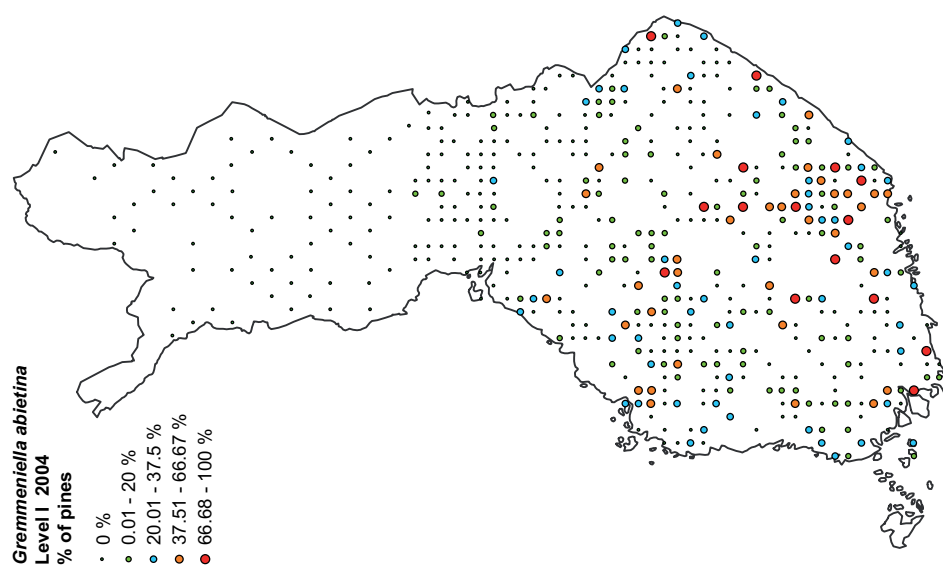 Gremmeniella abietina
Level I 2004
% of pines
0 %
0.01 - 20 %
20.01 - 37.5 %
37.51 - 66.67 %
66.68 - 100 %